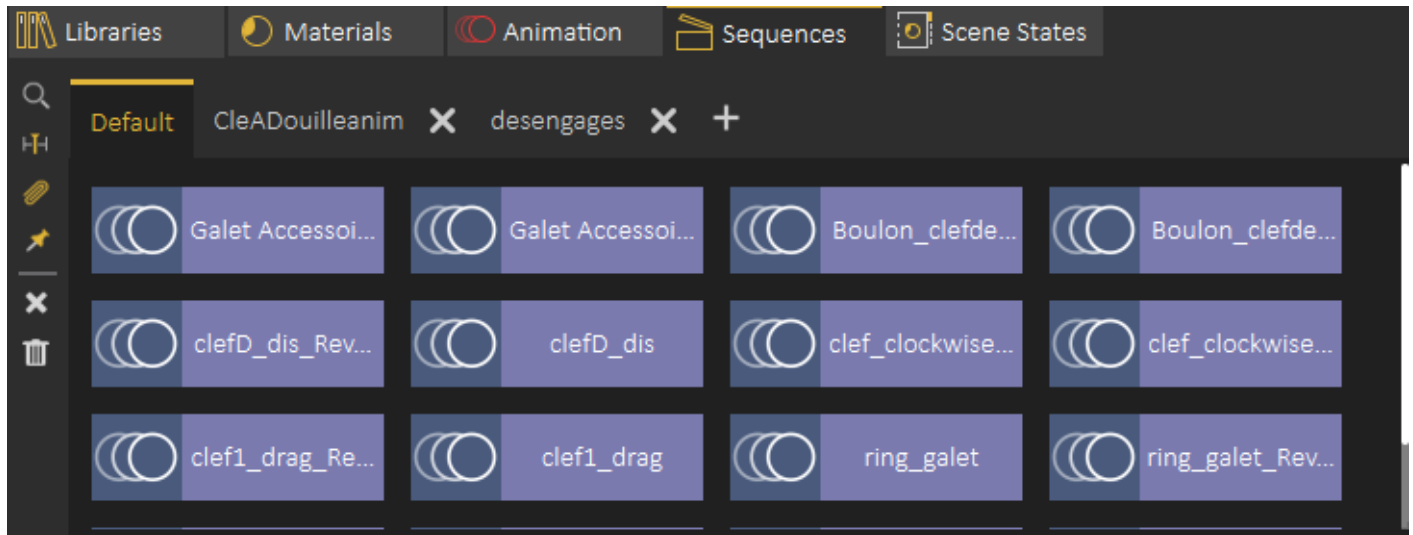 Libraries Materials Animation Sequences Scene States
Default CleADouilleanim desengages
Galet Accessoi... Galet Accessoi... Boulon_clefde... Boulon_clefde...
clefD_dis_Rev... clefD_dis clef_clockwise... clef_clockwise...
clef1_drag_Re... clef1_drag ring_galet ring_galet_Rev...